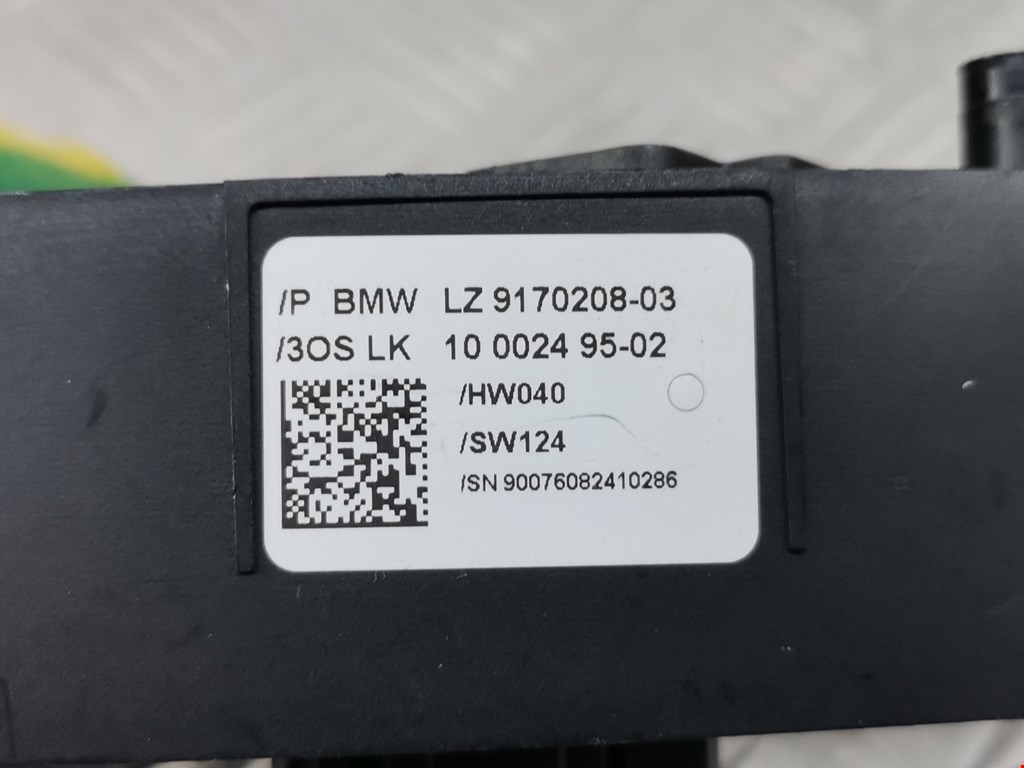 /P BMW LZ 9170208-03
/3OS LK 10 0024 95-02
/HW040
/SW124
/SN 90076082410286